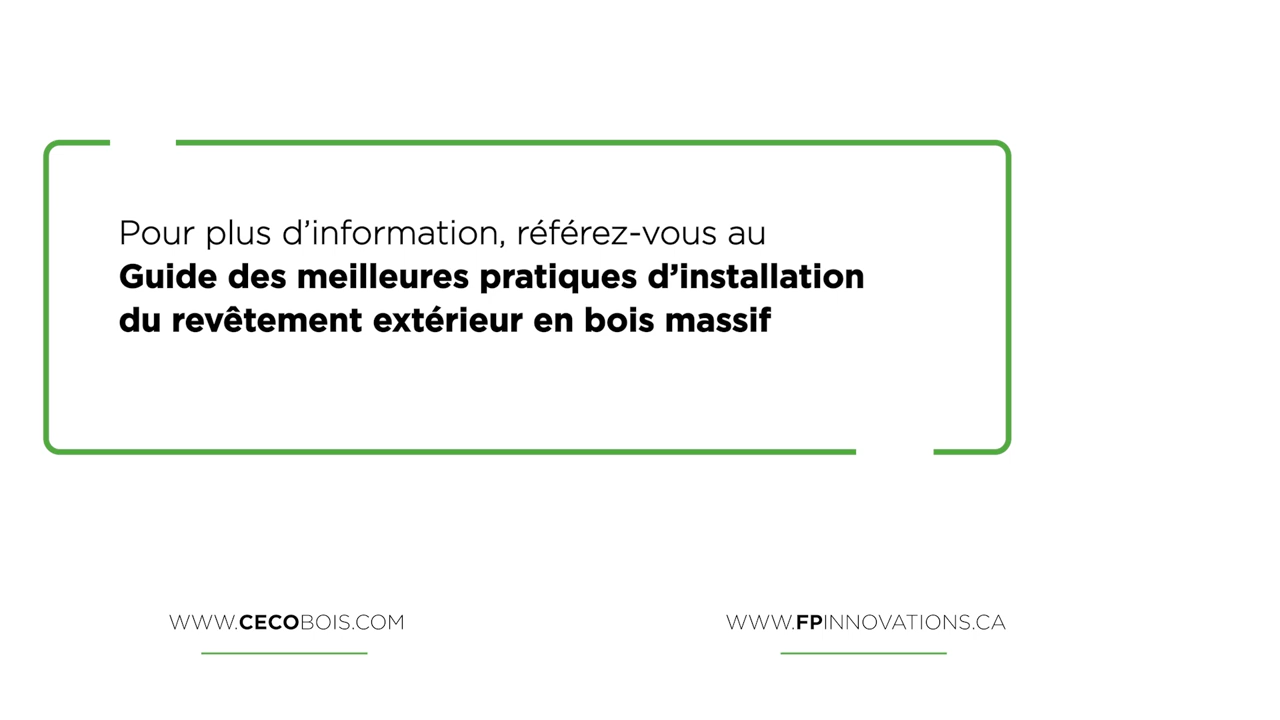 Pour plus d’information, référez-vous au
Guide des meilleures pratiques d’installation
du revêtement extérieur en bois massif
WWW.CECOBOIS.COM
WWW.FPINNOVATIONS.CA